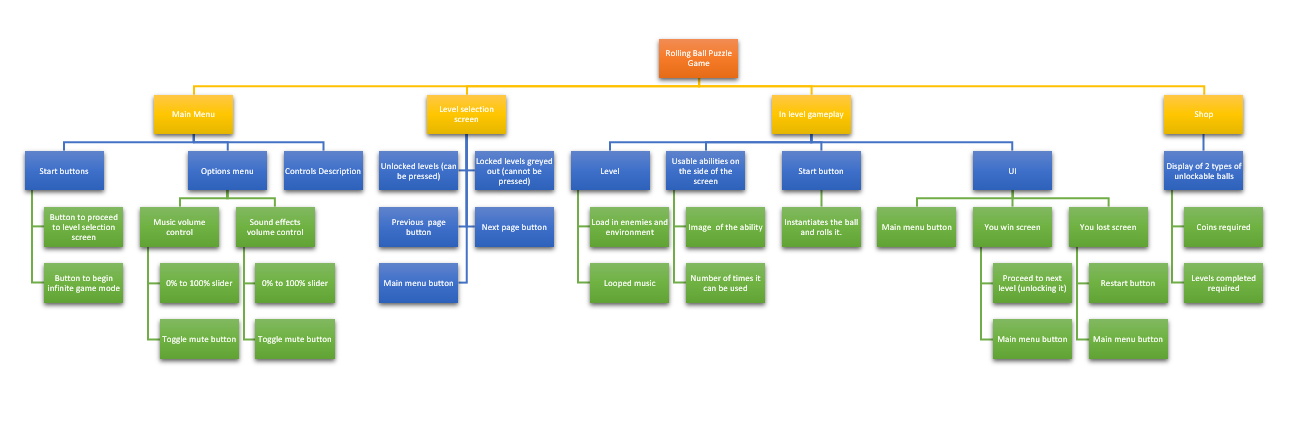 Rolling Ball Puzzle
Game
Main Menu
Level selection
screen
In level gameplay
Shop
Start buttons
Options menu
Controls Description
Unlocked levels (can
be pressed)
Locked levels greyed
out (cannot be
pressed)
Level
Usable abilities on
the side of the
screen
Start button
UI
Display of 2 types of
unlockable balls
Button to proceed
to level selection
screen
Music volume
control
Sound effects
volume control
Previous page
button
Next page button
Load in enemies and
environment
Image of the ability
Instantiates the ball
and rolls it.
Main menu button
You win screen
You lost screen
Coins required
Button to begin
infinite game mode
0% to 100% slider
0% to 100% slider
Main menu button
Looped music
Number of times it
can be used
Proceed to next
level (unlocking it)
Restart button
Levels completed
required
Toggle mute button
Toggle mute button
Main menu button
Main menu button